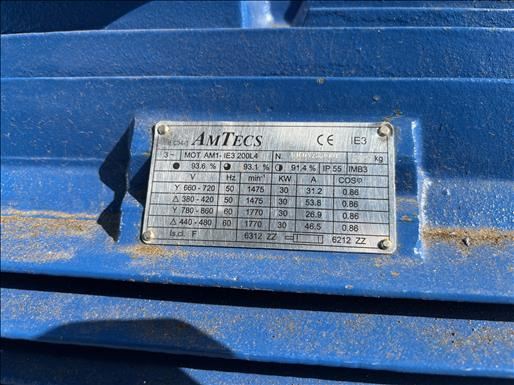 AMTECS CE IE3
3~ MOT AM1-IE3 200L4 N. kg
93.6 % 93.1 % 91.4 % IP 55 IMB3
V Hz min⁻¹ KW A COSφ
Y 660-720 50 1475 30 31.2 0.86
Δ 380-420 50 1475 30 53.8 0.86
Y 780-860 60 1770 30 26.9 0.86
Δ 440-480 60 1770 30 46.5 0.86
Is.cl. F 6312 ZZ 6212 ZZ